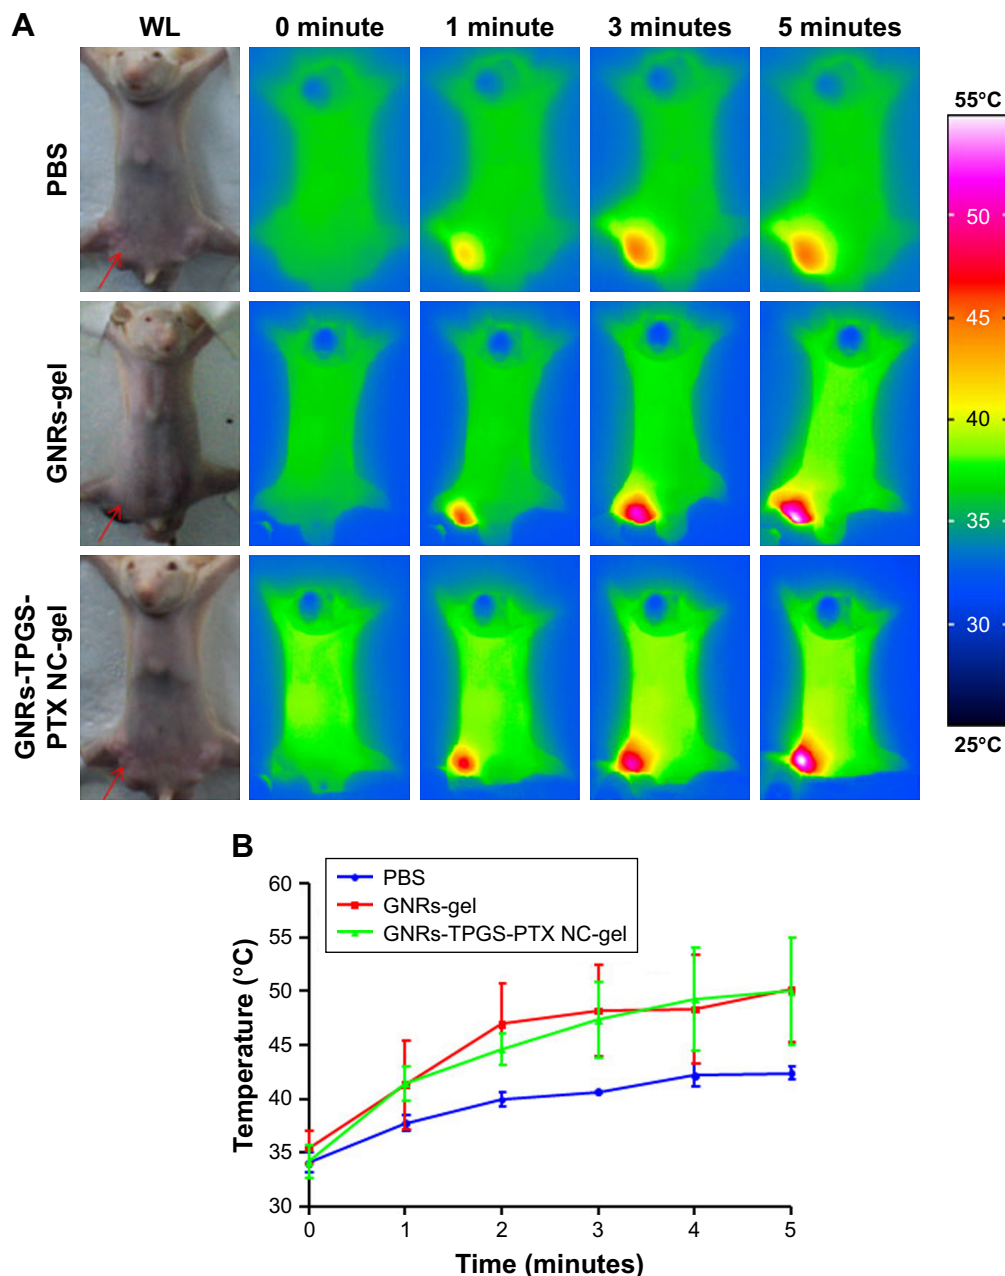 A
WL
0 minute
1 minute
3 minutes
5 minutes
PBS
GNRs-gel
GNRs-TPGS-
PTX NC-gel
55°C
50
45
40
35
30
25°C
B
PBS
GNRs-gel
GNRs-TPGS-PTX NC-gel
60
55
50
45
40
35
30
Temperature (°C)
0
1
2
3
4
5
Time (minutes)